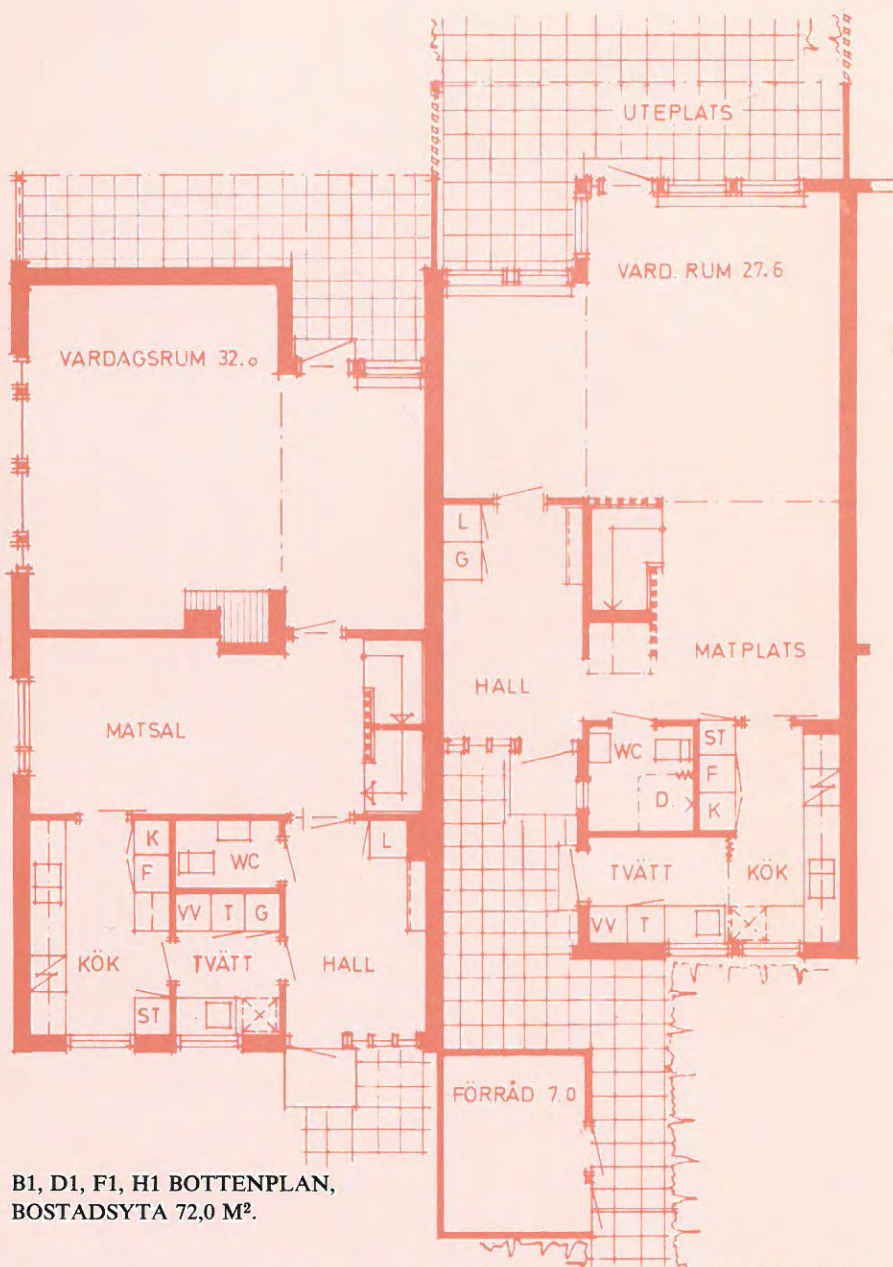 UTEPLATS
VARD. RUM 27.6
VARDAGSRUM 32.0
L
G
MATPLATS
HALL
MATSAL
WC
ST
F
D.
K
K
F
WC
L
TVÄTT
KÖK
VV T G
VV T
KÖK
TVÄTT
HALL
ST
FÖRRÅD 7.0
B1, D1, F1, H1 BOTTENPLAN,
BOSTADSYTA 72,0 M².